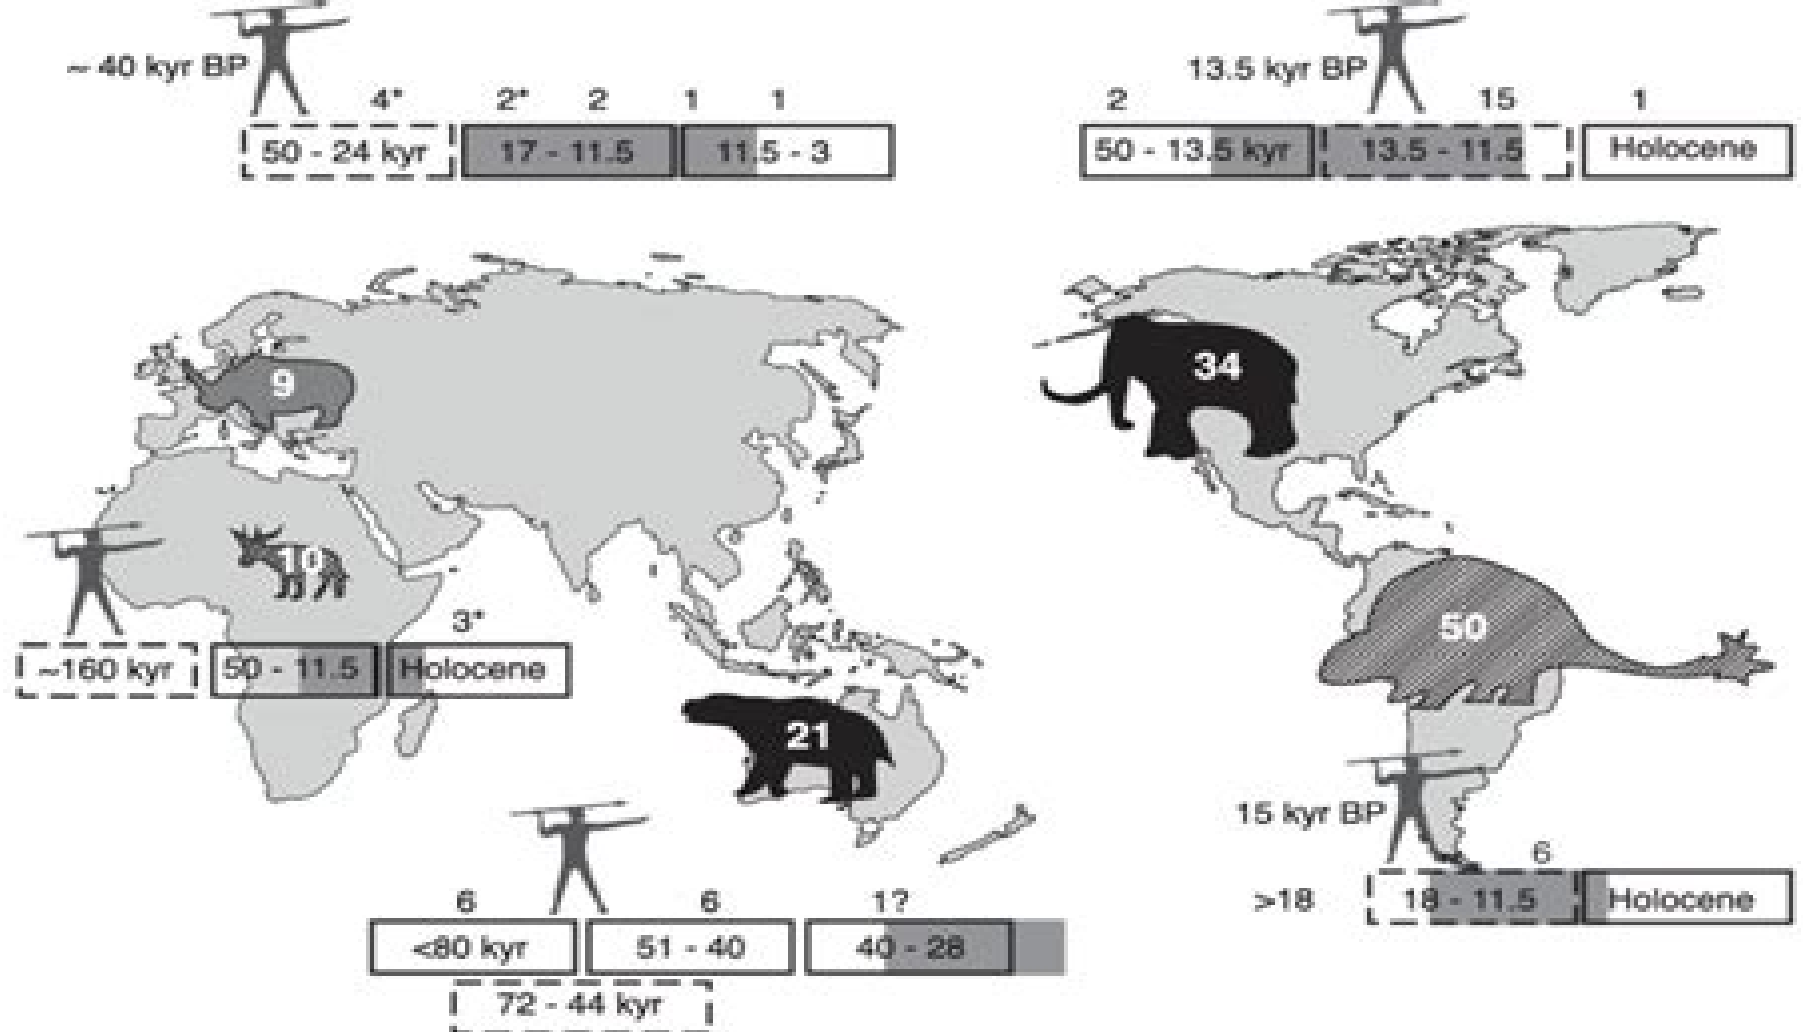 ~ 40 kyr BP
4* 2* 2 1 1
50 - 24 kyr 17 - 11.5 11.5 - 3
13.5 kyr BP
2 15 1
50 - 13.5 kyr 13.5 - 11.5 Holocene
9
34
10
50
3*
~160 kyr 50 - 11.5 Holocene
21
15 kyr BP
6
>18 18 - 11.5 Holocene
6 6 1?
<80 kyr 51 - 40 40 - 28
72 - 44 kyr